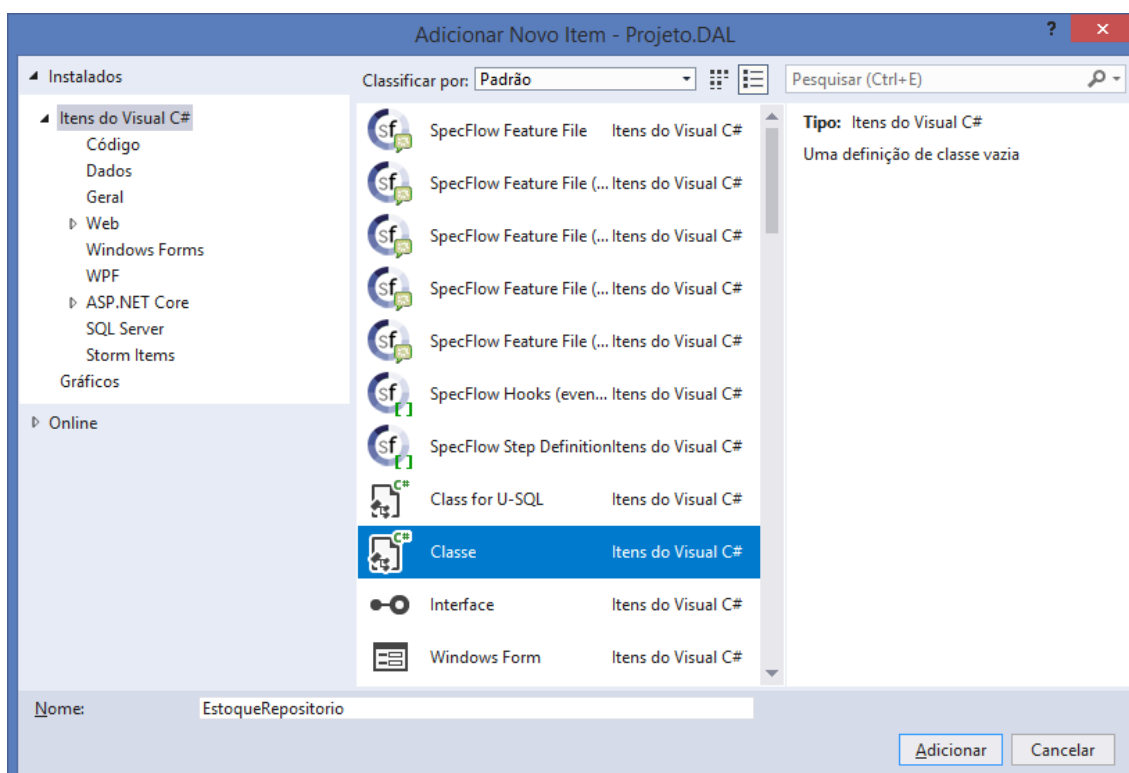 Adicionar Novo Item - Projeto.DAL
?
Instalados
Classificar por: Padrão
Pesquisar (Ctrl+E)
Itens do Visual C#
Código
Dados
Geral
Web
Windows Forms
WPF
ASP.NET Core
SQL Server
Storm Items
Gráficos
Online
SpecFlow Feature File Itens do Visual C#
SpecFlow Feature File (... Itens do Visual C#
SpecFlow Feature File (... Itens do Visual C#
SpecFlow Feature File (... Itens do Visual C#
SpecFlow Feature File (... Itens do Visual C#
SpecFlow Hooks (even... Itens do Visual C#
SpecFlow Step Definition Itens do Visual C#
Class for U-SQL Itens do Visual C#
Classe Itens do Visual C#
Interface Itens do Visual C#
Windows Form Itens do Visual C#
Tipo: Itens do Visual C#
Uma definição de classe vazia
Nome: EstoqueRepositorio
Adicionar Cancelar